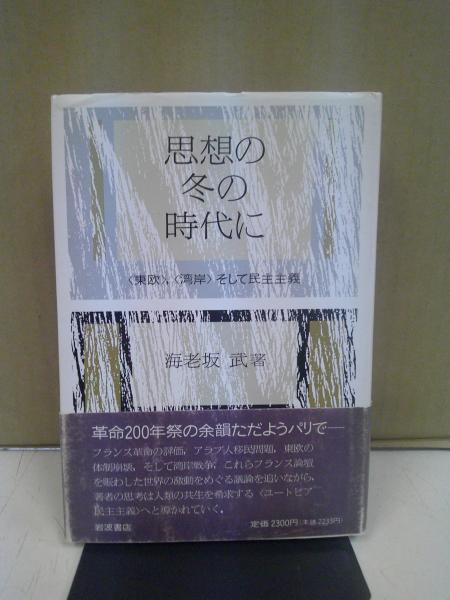 思想の
冬の
時代に
〈東欧〉、〈湾岸〉そして民主主義
海老坂 武著
革命200年祭の余韻ただようパリで―
フランス革命の評価，アラブ人移民問題，東欧の
体制崩壊，そして湾岸戦争，これらフランス論壇
を賑わした世界の激動をめぐる議論を追いながら，
著者の思考は人類の共生を希求する〈ユートピア
民主主義〉へと導かれていく。
岩波書店
定価 2300円（本体 2233円）